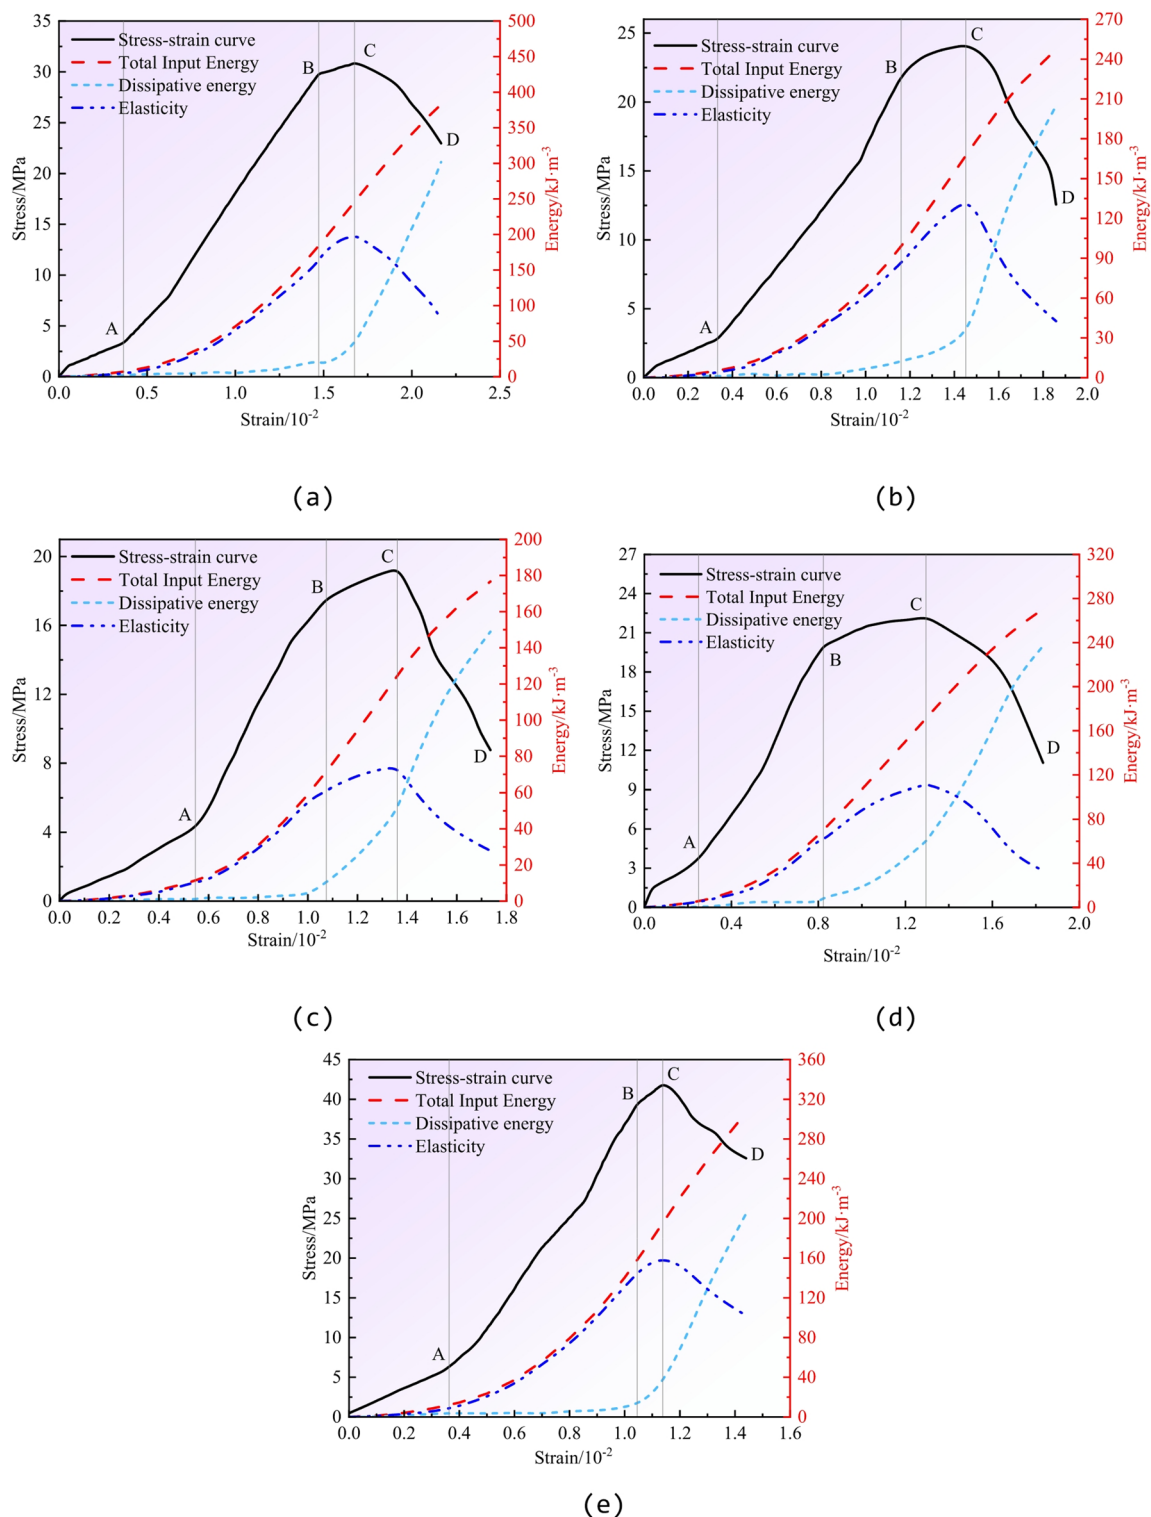 35
30
25
20
15
10
5
0
Stress/MPa
Stress-strain curve
Total Input Energy
Dissipative energy
Elasticity
A
B
C
D
500
450
400
350
300
250
200
150
100
50
0
Energy/kJ·m-3
0.0 0.5 1.0 1.5 2.0 2.5
Strain/10-2
(a)
25
20
15
10
5
0
Stress/MPa
Stress-strain curve
Total Input Energy
Dissipative energy
Elasticity
A
B
C
D
270
240
210
180
150
120
90
60
30
0
Energy/kJ·m-3
0.0 0.2 0.4 0.6 0.8 1.0 1.2 1.4 1.6 1.8 2.0
Strain/10-2
(b)
20
16
12
8
4
0
Stress/MPa
Stress-strain curve
Total Input Energy
Dissipative energy
Elasticity
A
B
C
D
200
180
160
140
120
100
80
60
40
20
0
Energy/kJ·m-3
0.0 0.2 0.4 0.6 0.8 1.0 1.2 1.4 1.6 1.8
Strain/10-2
(c)
27
24
21
18
15
12
9
6
3
0
Stress/MPa
Stress-strain curve
Total Input Energy
Dissipative energy
Elasticity
A
B
C
D
320
280
240
200
160
120
80
40
0
Energy/kJ·m-3
0.0 0.4 0.8 1.2 1.6 2.0
Strain/10-2
(d)
45
40
35
30
25
20
15
10
5
0
Stress/MPa
Stress-strain curve
Total Input Energy
Dissipative energy
Elasticity
A
B
C
D
360
320
280
240
200
160
120
80
40
0
Energy/kJ·m-3
0.0 0.2 0.4 0.6 0.8 1.0 1.2 1.4 1.6
Strain/10-2
(e)